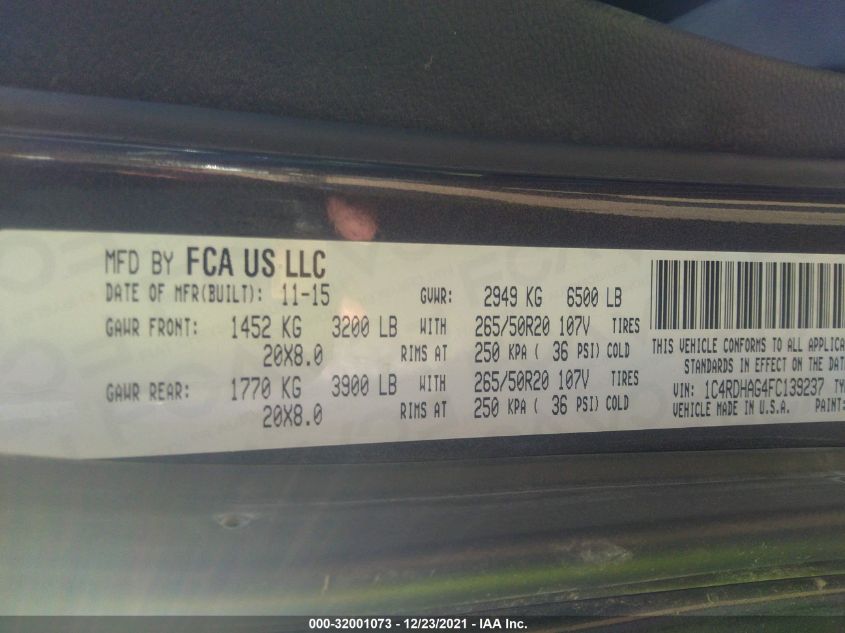 MFD BY FCA US LLC
DATE OF MFR(BUILT): 11-15 GVWR: 2949 KG 6500 LB
GAWR FRONT: 1452 KG 3200 LB WITH 265/50R20 107V TIRES
20X8.0 RIMS AT 250 KPA ( 36 PSI) COLD
GAWR REAR: 1770 KG 3900 LB WITH 265/50R20 107V TIRES
20X8.0 RIMS AT 250 KPA ( 36 PSI) COLD
THIS VEHICLE CONFORMS TO ALL APPLICA
STANDARDS IN EFFECT ON THE DAT
VIN: 1C4RDHAG4FC139237 TY
VEHICLE MADE IN U.S.A. PAINT:
000-32001073 - 12/23/2021 - IAA Inc.